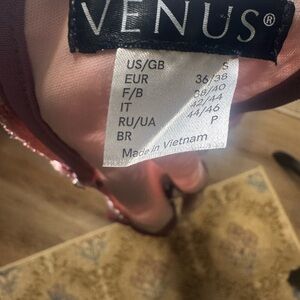 VENUS®
US/GB S
EUR 36/38
F/B 38/40
IT 42/44
RU/UA 44/46
BR P
Made in Vietnam